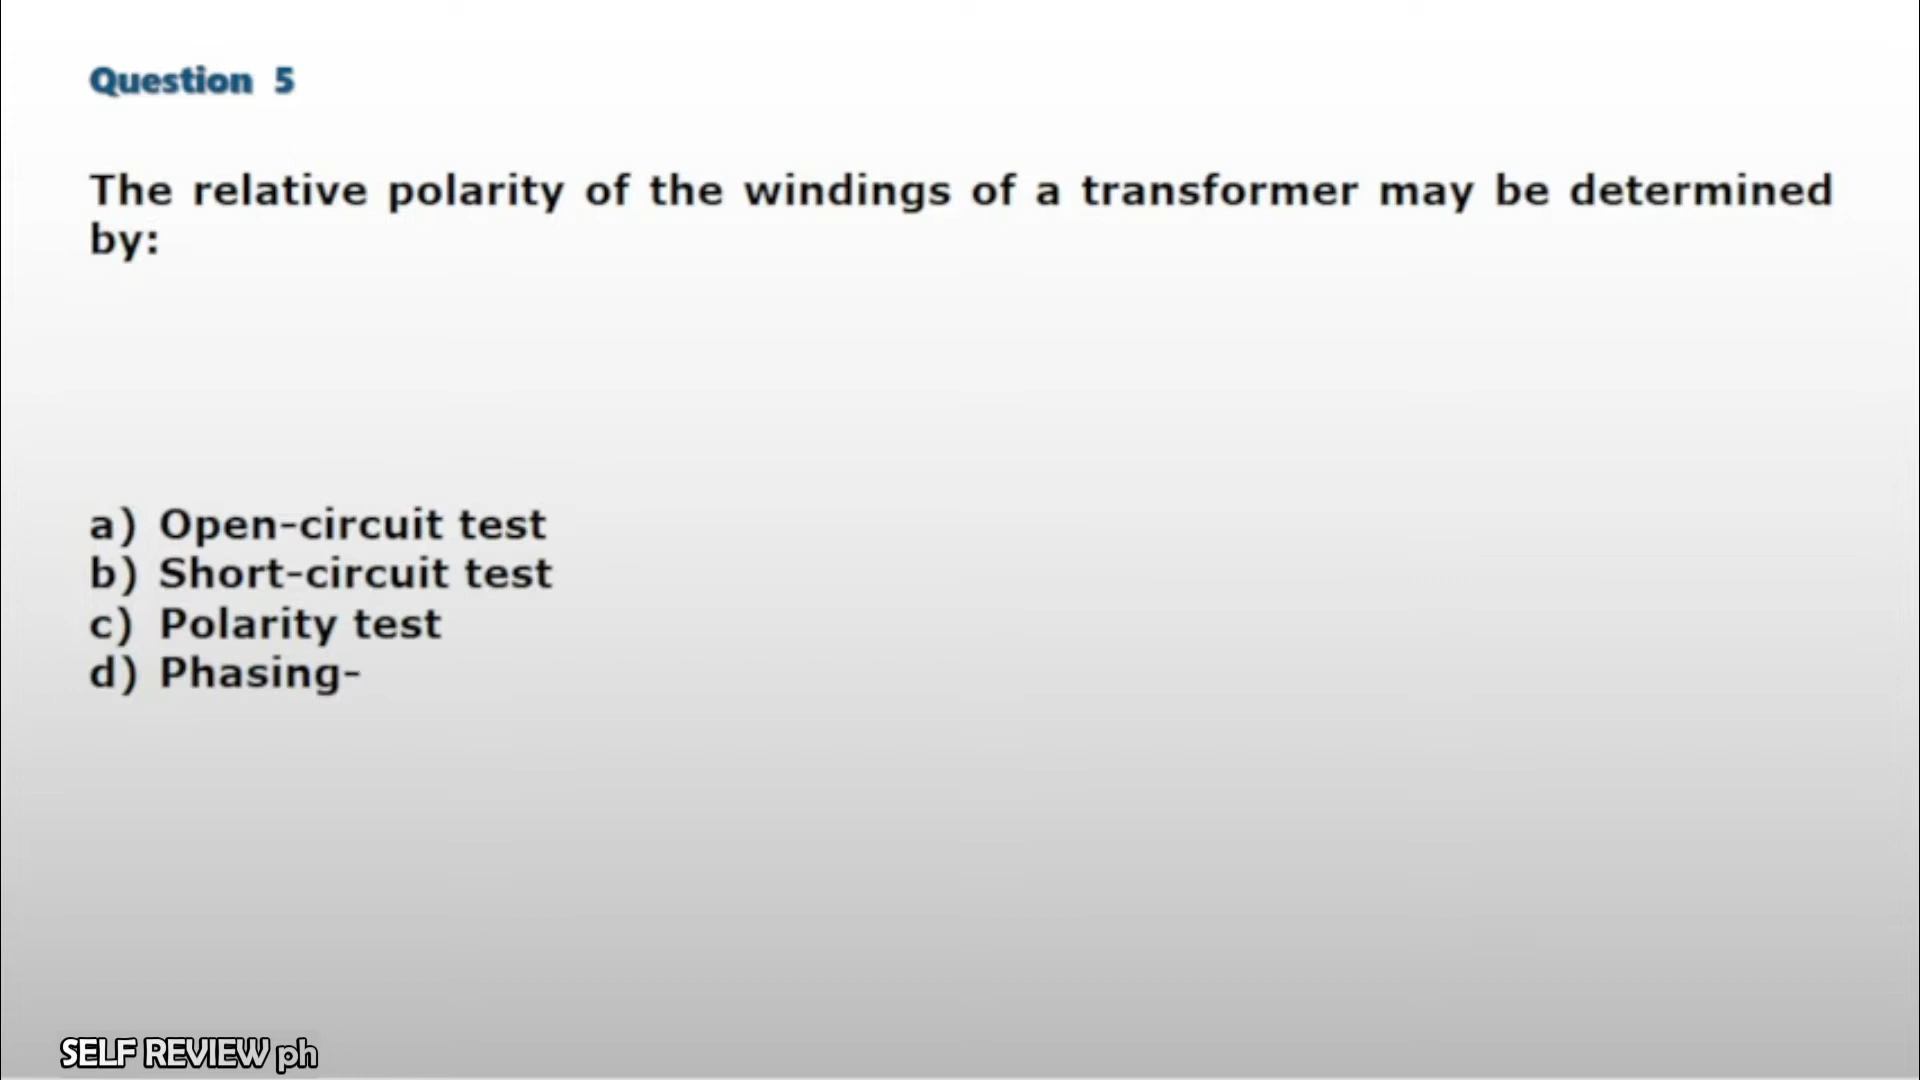 Question 5
The relative polarity of the windings of a transformer may be determined
by:
a) Open-circuit test
b) Short-circuit test
c) Polarity test
d) Phasing-
SELF REVIEW ph